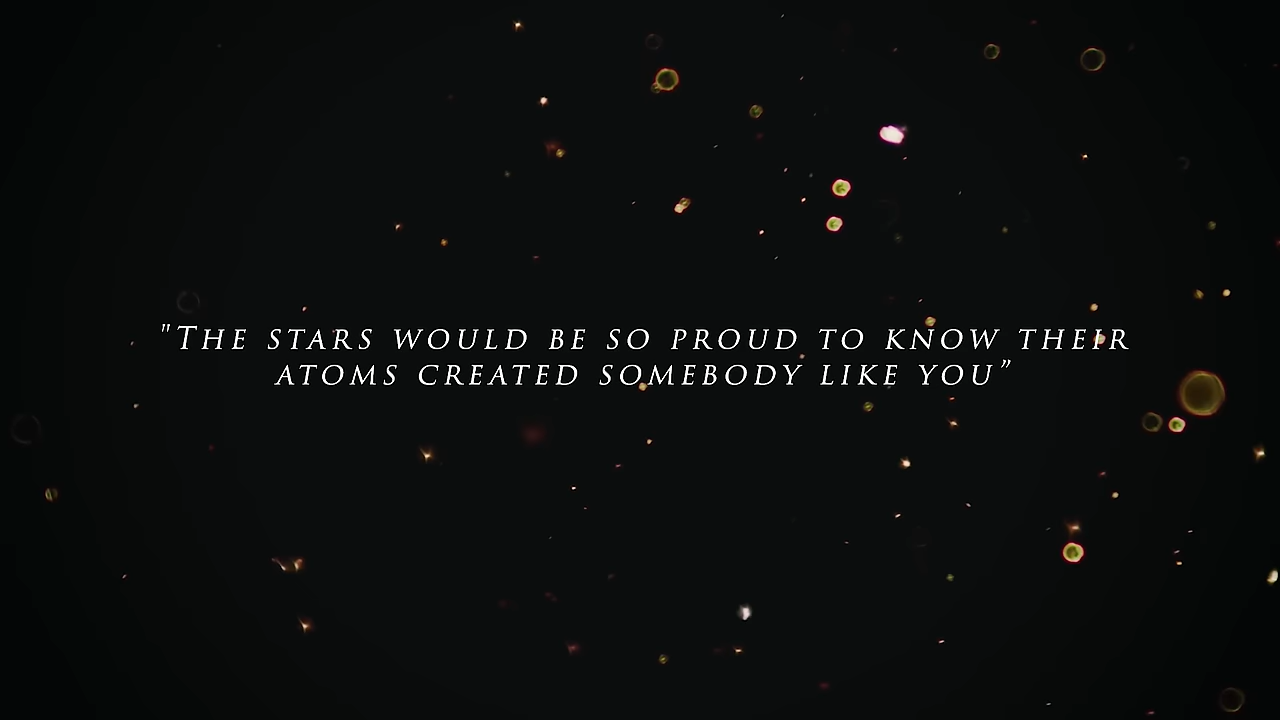 "The stars would be so proud to know their
atoms created somebody like you”